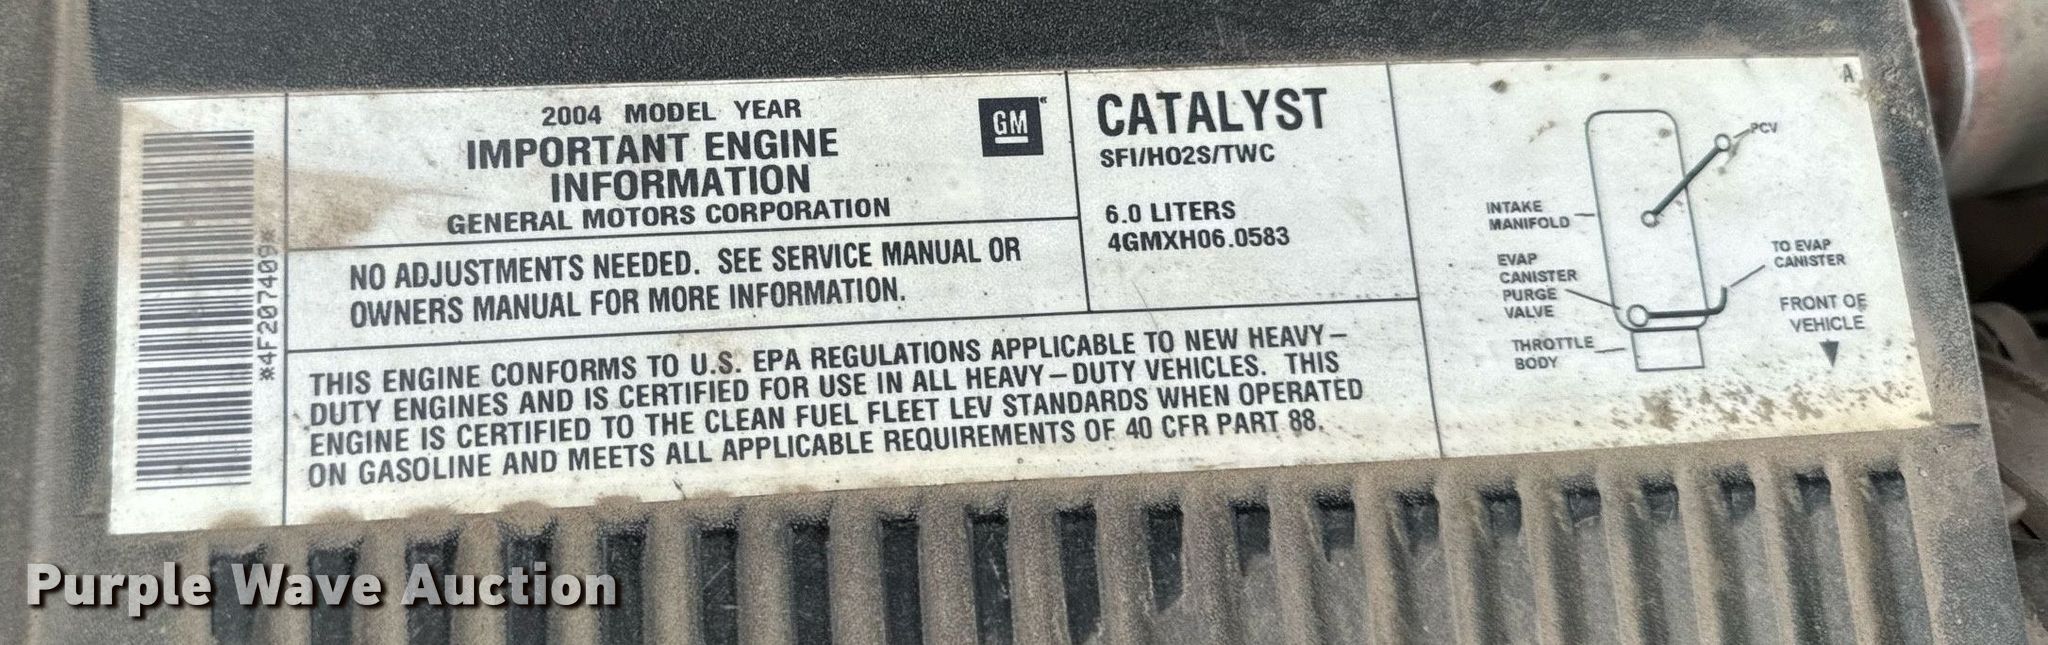 *4F207409*
2004 MODEL YEAR
IMPORTANT ENGINE
INFORMATION
GENERAL MOTORS CORPORATION
GM
NO ADJUSTMENTS NEEDED. SEE SERVICE MANUAL OR
OWNERS MANUAL FOR MORE INFORMATION.
CATALYST
SFI/HO2S/TWC
6.0 LITERS
4GMXH06.0583
THIS ENGINE CONFORMS TO U.S. EPA REGULATIONS APPLICABLE TO NEW HEAVY-
DUTY ENGINES AND IS CERTIFIED FOR USE IN ALL HEAVY-DUTY VEHICLES. THIS
ENGINE IS CERTIFIED TO THE CLEAN FUEL FLEET LEV STANDARDS WHEN OPERATED
ON GASOLINE AND MEETS ALL APPLICABLE REQUIREMENTS OF 40 CFR PART 88.
A
PCV
INTAKE
MANIFOLD
EVAP
CANISTER
PURGE
VALVE
THROTTLE
BODY
TO EVAP
CANISTER
FRONT OF
VEHICLE
Purple Wave Auction